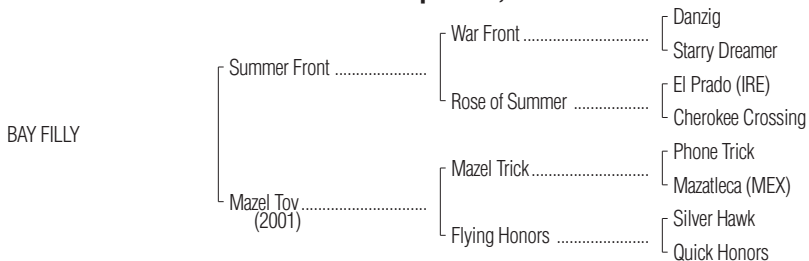 Danzig
War Front ....................................
Starry Dreamer
Summer Front ......................
El Prado (IRE)
Rose of Summer ..................
Cherokee Crossing
BAY FILLY
Phone Trick
Mazel Trick............................
Mazatleca (MEX)
Mazel Tov..............................
(2001)
Silver Hawk
Flying Honors ......................
Quick Honors